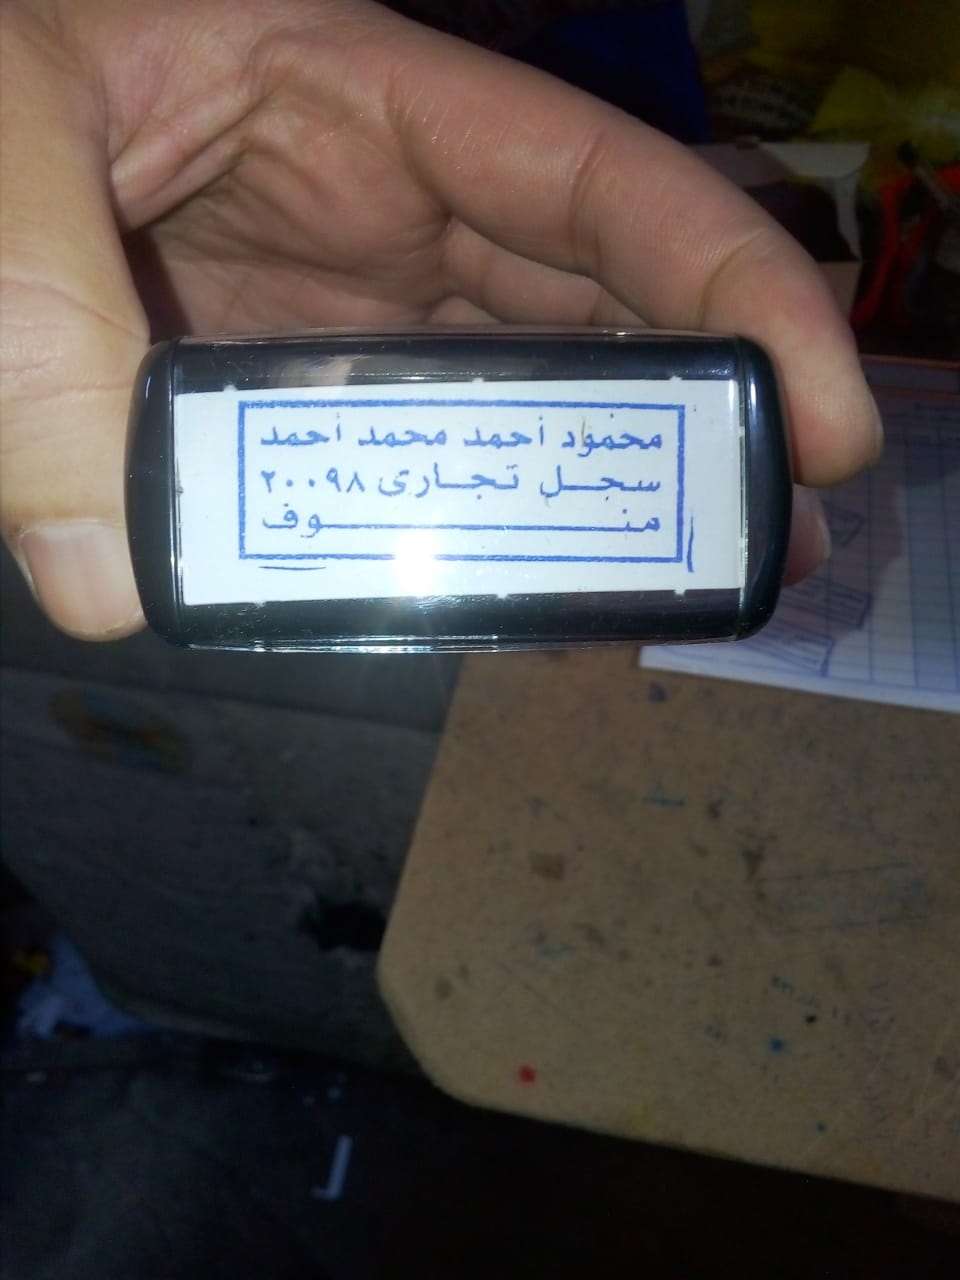 محمود أحمد محمد أحمد
سجل تجارى ٢٠٠٩٨
منوف